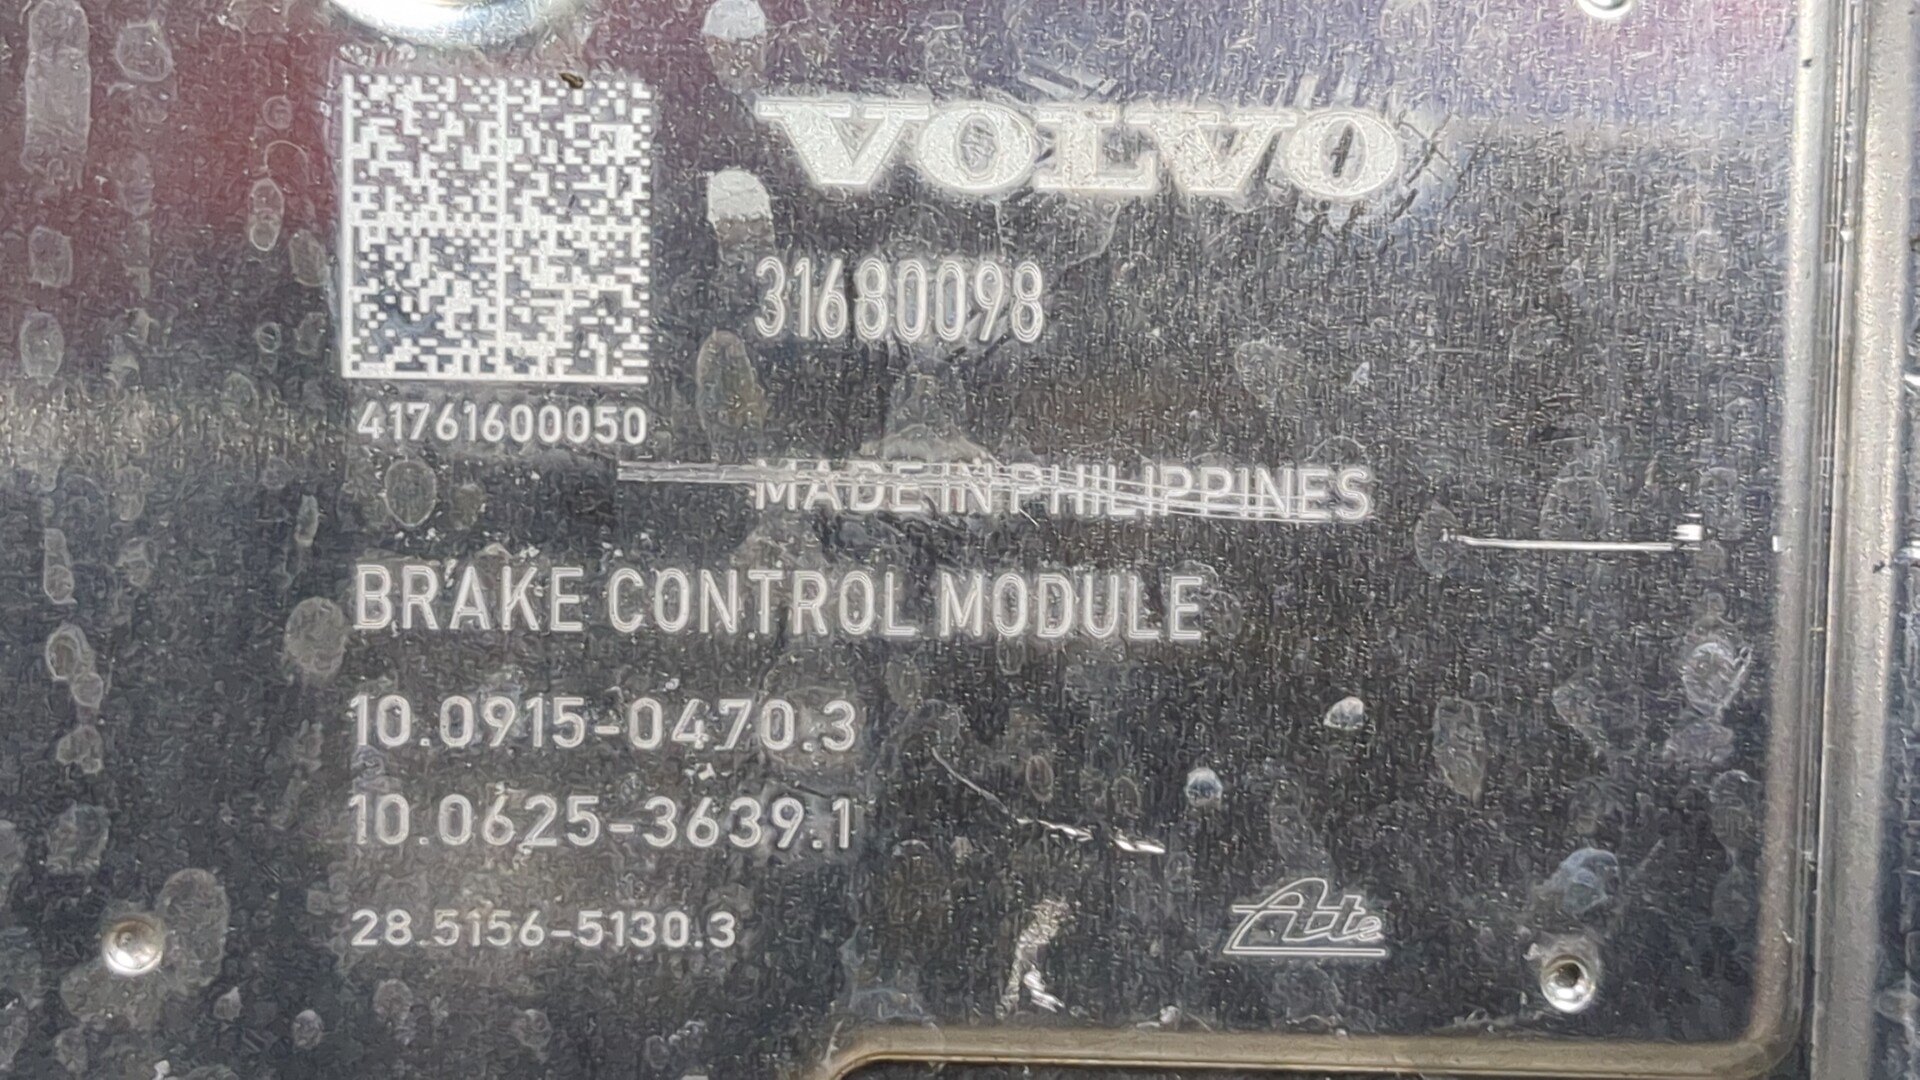 VOLVO
31680098
41761600050
MADE IN PHILIPPINES
BRAKE CONTROL MODULE
10.0915-0470.3
10.0625-3639.1
28.5156-5130.3
Ate